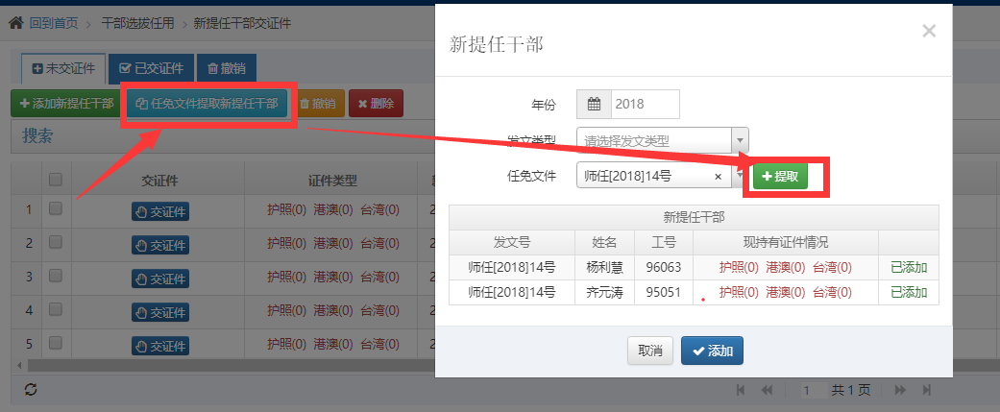 回到首页 > 干部选拔任用 > 新提任干部交证件
未交证件 已交证件 撤销
添加新提任干部 任免文件提取新提任干部 撤销 删除
搜索
交证件 证件类型
1 交证件 护照(0) 港澳(0) 台湾(0) 2
2 交证件 护照(0) 港澳(0) 台湾(0) 2
3 交证件 护照(0) 港澳(0) 台湾(0) 2
4 交证件 护照(0) 港澳(0) 台湾(0) 2
5 交证件 护照(0) 港澳(0) 台湾(0) 2
1 共 1 页
新提任干部 ×
年份 2018
发文类型 请选择发文类型
任免文件 师任[2018]14号 × 提取
新提任干部
发文号 姓名 工号 现持有证件情况
师任[2018]14号 杨利慧 96063 护照(0) 港澳(0) 台湾(0) 已添加
师任[2018]14号 齐元涛 95051 护照(0) 港澳(0) 台湾(0) 已添加
取消 添加